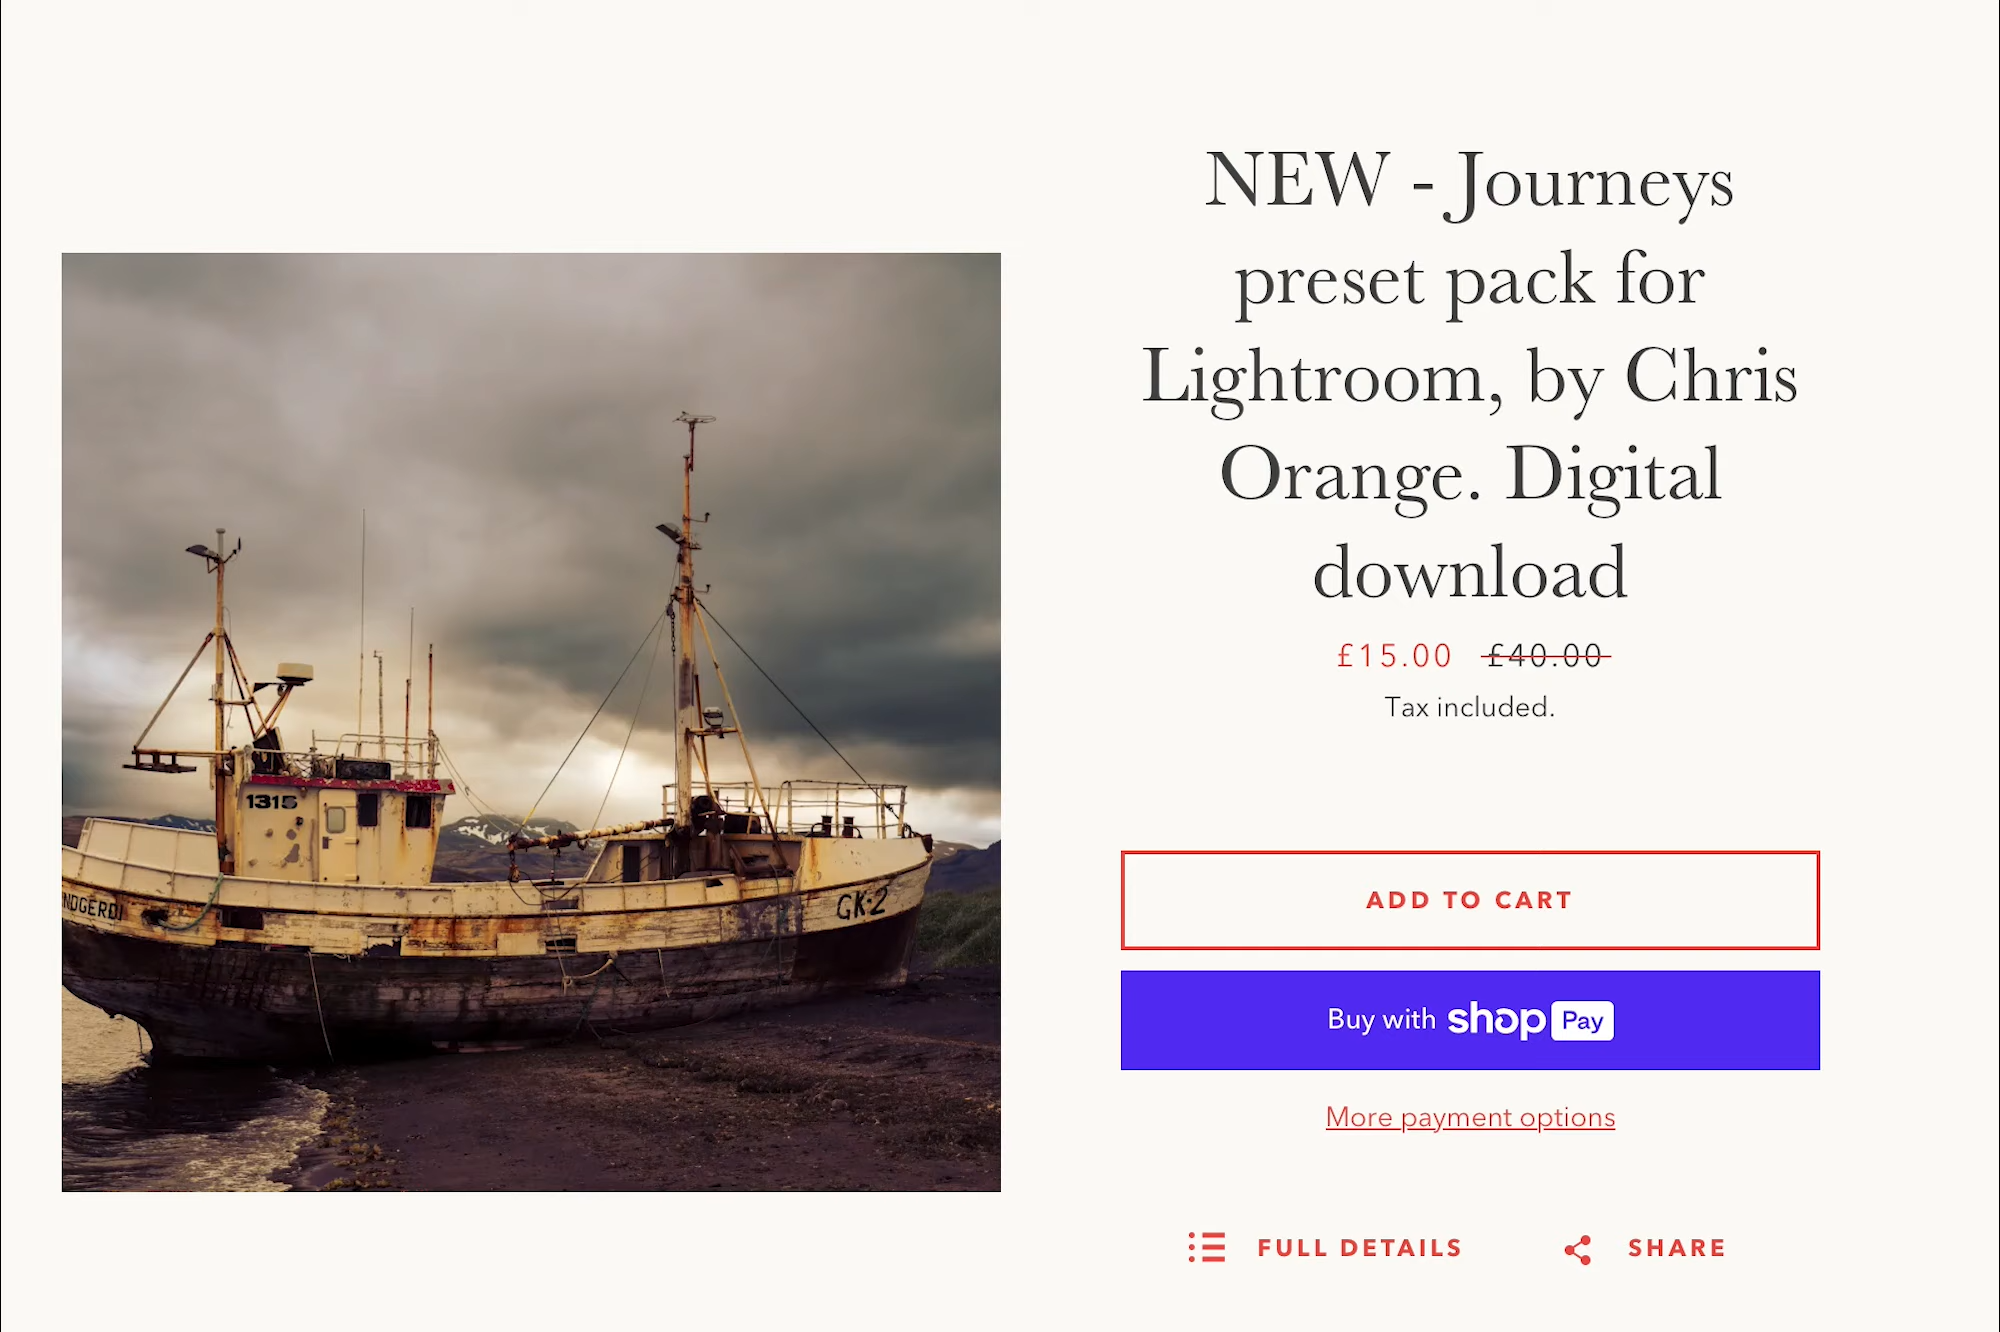 NEW - Journeys
preset pack for
Lightroom, by Chris
Orange. Digital
download
£15.00 £40.00
Tax included.
1315
NDGERDI
GK-2
ADD TO CART
Buy with shop Pay
More payment options
FULL DETAILS
SHARE